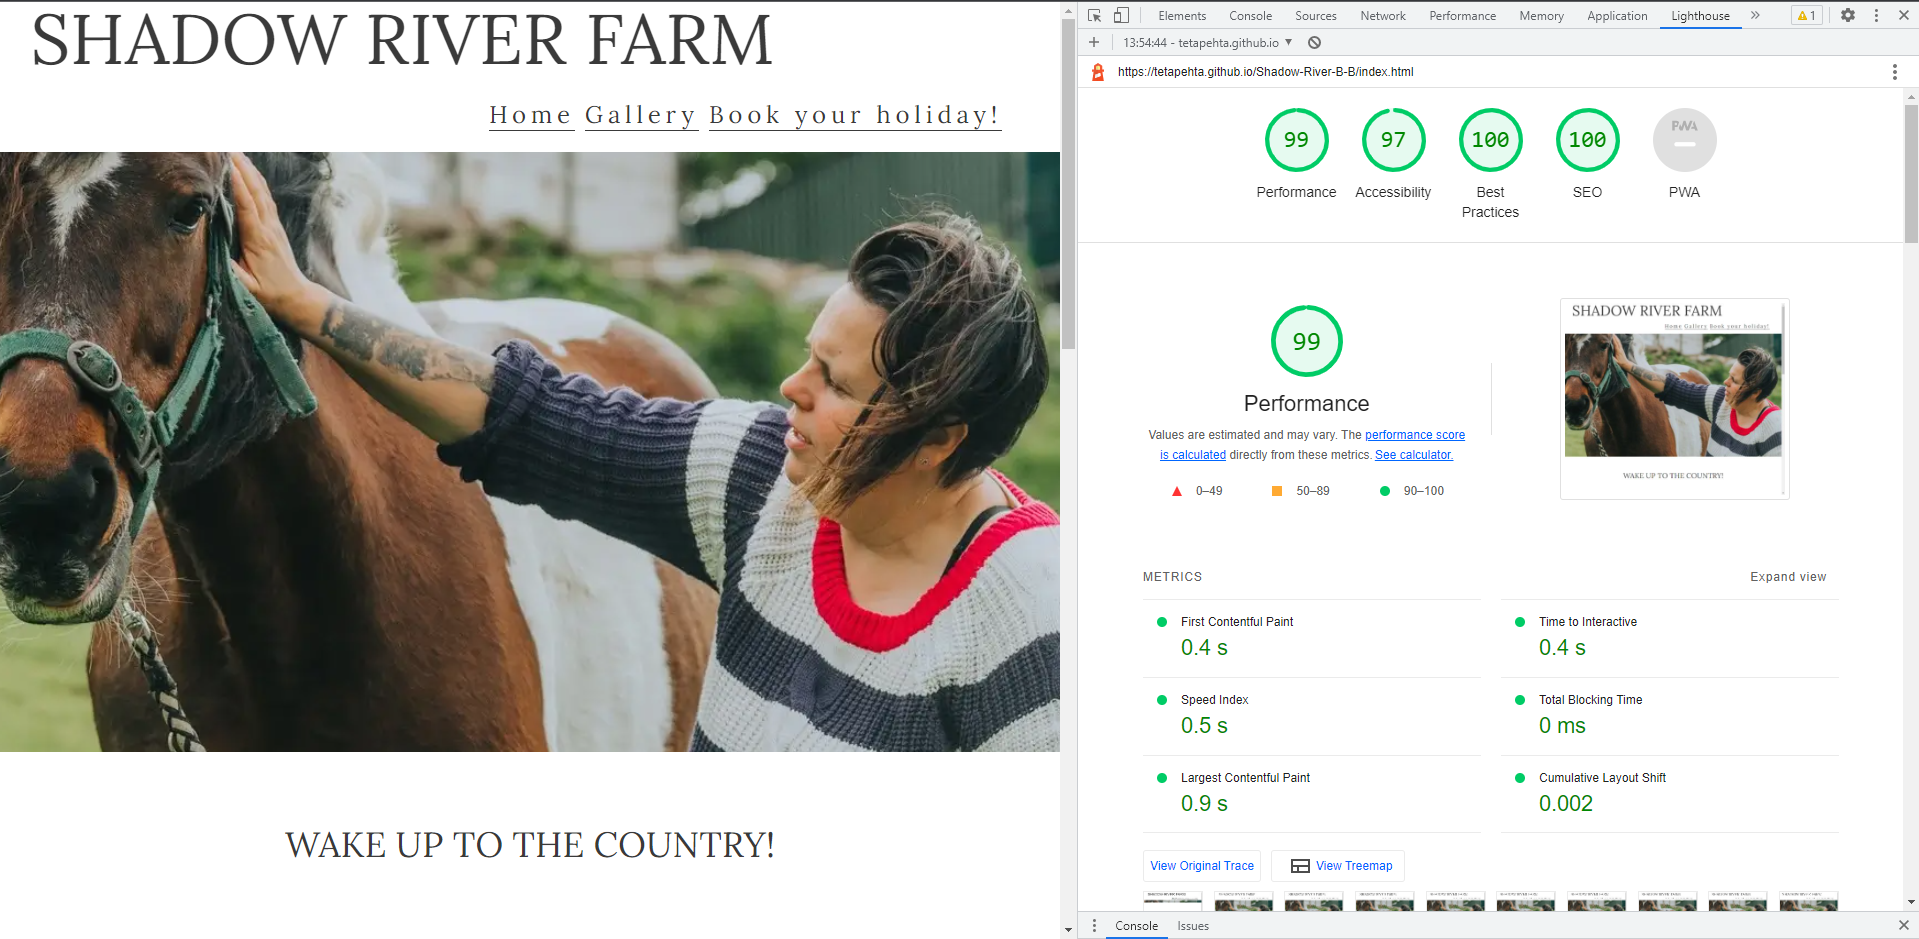 SHADOW RIVER FARM
Home Gallery Book your holiday!
WAKE UP TO THE COUNTRY!
Elements Console Sources Network Performance Memory Application Lighthouse » 1
13:54:44 - tetapehta.github.io
https://tetapehta.github.io/Shadow-River-B-B/index.html
99 97 100 100 PWA
Performance Accessibility Best Practices SEO PWA
99
Performance
Values are estimated and may vary. The performance score
is calculated directly from these metrics. See calculator.
0–49 50–89 90–100
SHADOW RIVER FARM
Home Gallery Book your holiday!
WAKE UP TO THE COUNTRY!
METRICS Expand view
First Contentful Paint
0.4 s
Time to Interactive
0.4 s
Speed Index
0.5 s
Total Blocking Time
0 ms
Largest Contentful Paint
0.9 s
Cumulative Layout Shift
0.002
View Original Trace View Treemap
Console Issues